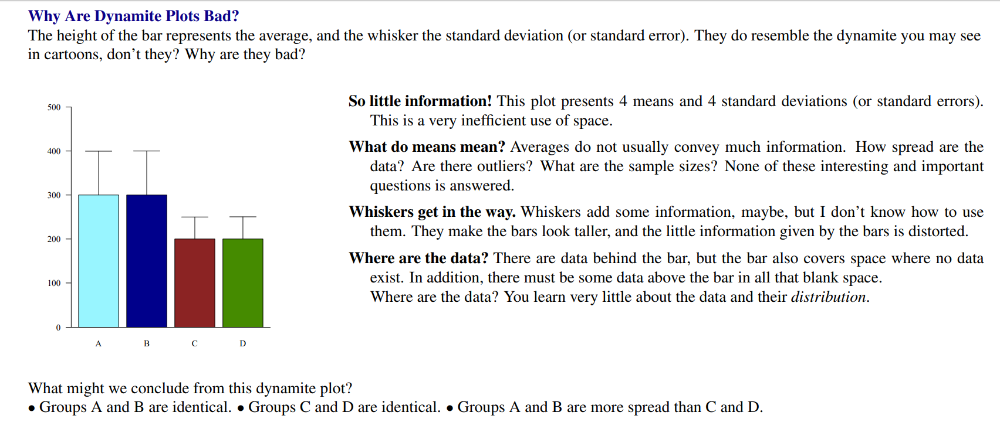 Why Are Dynamite Plots Bad?
The height of the bar represents the average, and the whisker the standard deviation (or standard error). They do resemble the dynamite you may see
in cartoons, don’t they? Why are they bad?
500
400
300
200
100
0
A B C D
So little information! This plot presents 4 means and 4 standard deviations (or standard errors).
This is a very inefficient use of space.
What do means mean? Averages do not usually convey much information. How spread are the
data? Are there outliers? What are the sample sizes? None of these interesting and important
questions is answered.
Whiskers get in the way. Whiskers add some information, maybe, but I don’t know how to use
them. They make the bars look taller, and the little information given by the bars is distorted.
Where are the data? There are data behind the bar, but the bar also covers space where no data
exist. In addition, there must be some data above the bar in all that blank space.
Where are the data? You learn very little about the data and their distribution.
What might we conclude from this dynamite plot?
• Groups A and B are identical. • Groups C and D are identical. • Groups A and B are more spread than C and D.